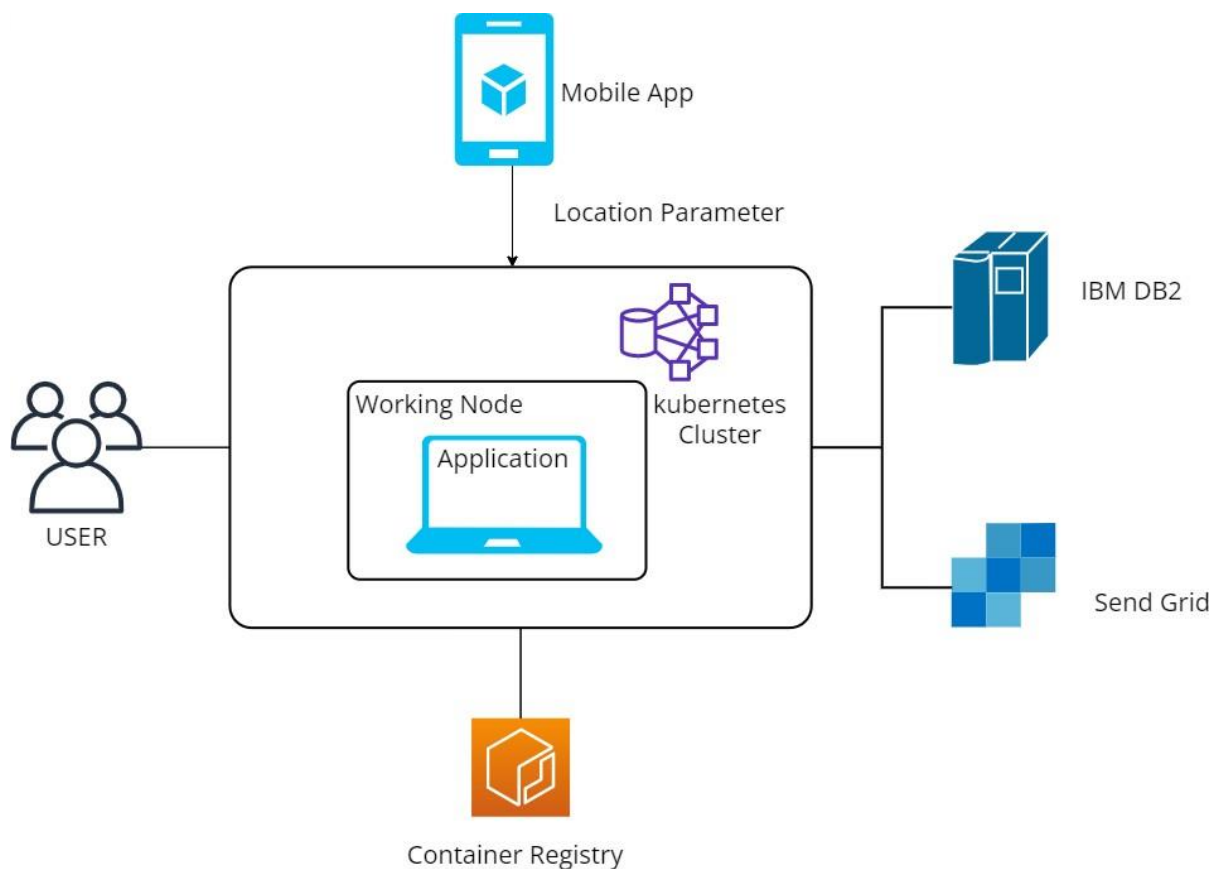 Mobile App
Location Parameter
IBM DB2
Working Node
kubernetes
Cluster
Application
USER
Send Grid
Container Registry